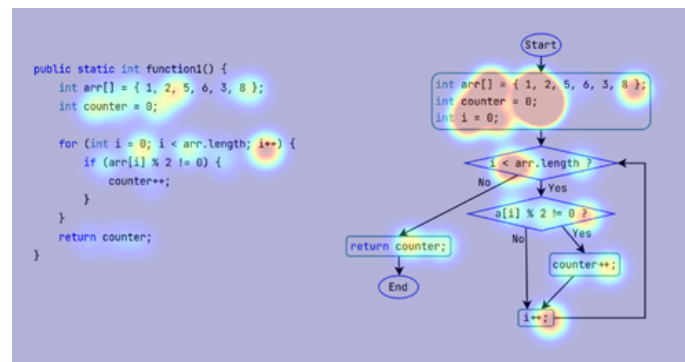 public static int function1() {
int arr[] = { 1, 2, 5, 6, 3, 8 };
int counter = 0;
for (int i = 0; i < arr.length; i++) {
if (arr[i] % 2 != 0) {
counter++;
}
}
return counter;
}
Start
int arr[] = { 1, 2, 5, 6, 3, 8 };
int counter = 0;
int i = 0;
i < arr.length ?
No
Yes
a[i] % 2 != 0 ?
No
Yes
return counter;
counter++;
End
i++;